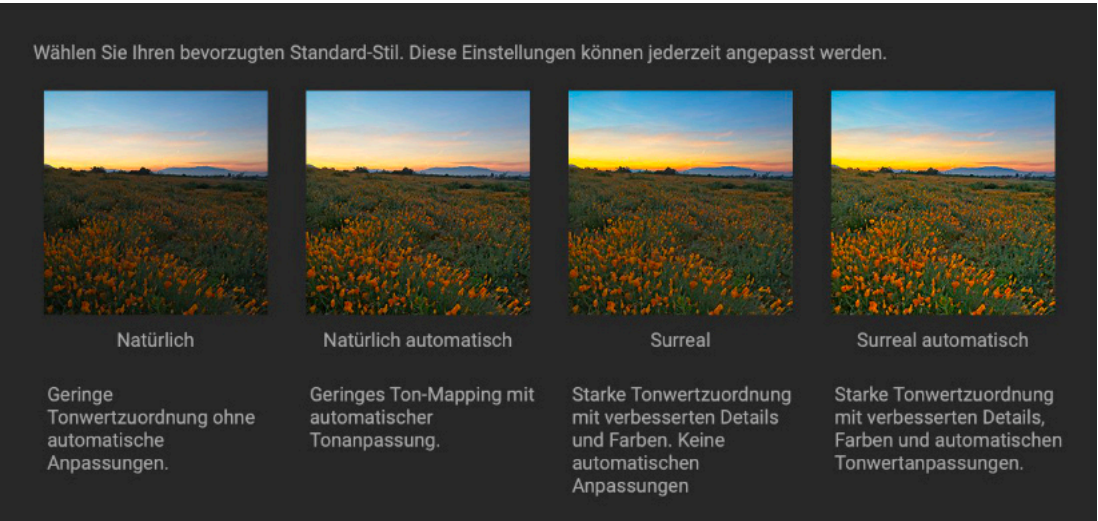 Wählen Sie Ihren bevorzugten Standard-Stil. Diese Einstellungen können jederzeit angepasst werden.
Natürlich
Geringe
Tonwertzuordnung ohne
automatische
Anpassungen.
Natürlich automatisch
Geringes Ton-Mapping mit
automatischer
Tonanpassung.
Surreal
Starke Tonwertzuordnung
mit verbesserten Details
und Farben. Keine
automatischen
Anpassungen
Surreal automatisch
Starke Tonwertzuordnung
mit verbesserten Details,
Farben und automatischen
Tonwertanpassungen.